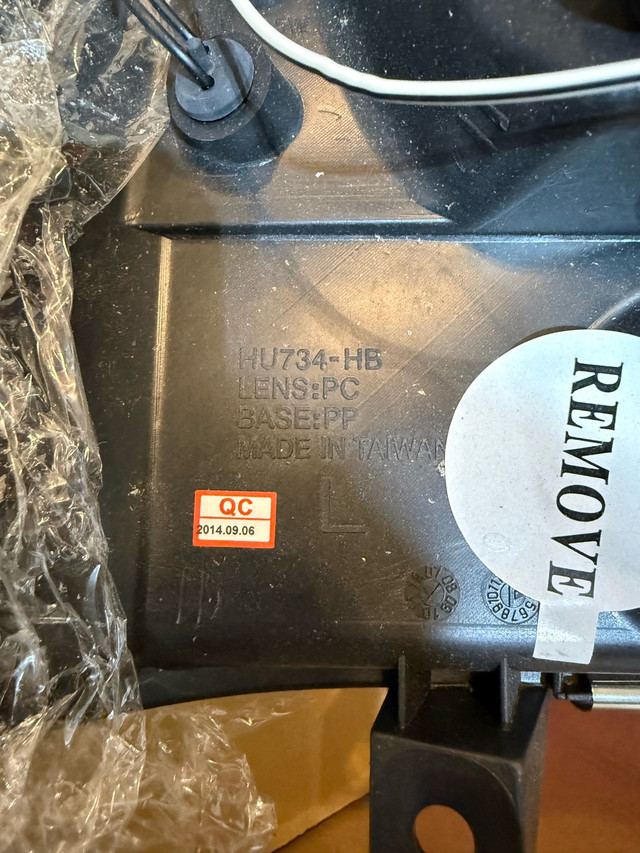 HU734-HB
LENS:PC
BASE:PP
MADE IN TAIWAN
QC
2014.09.06
L
REMOVE